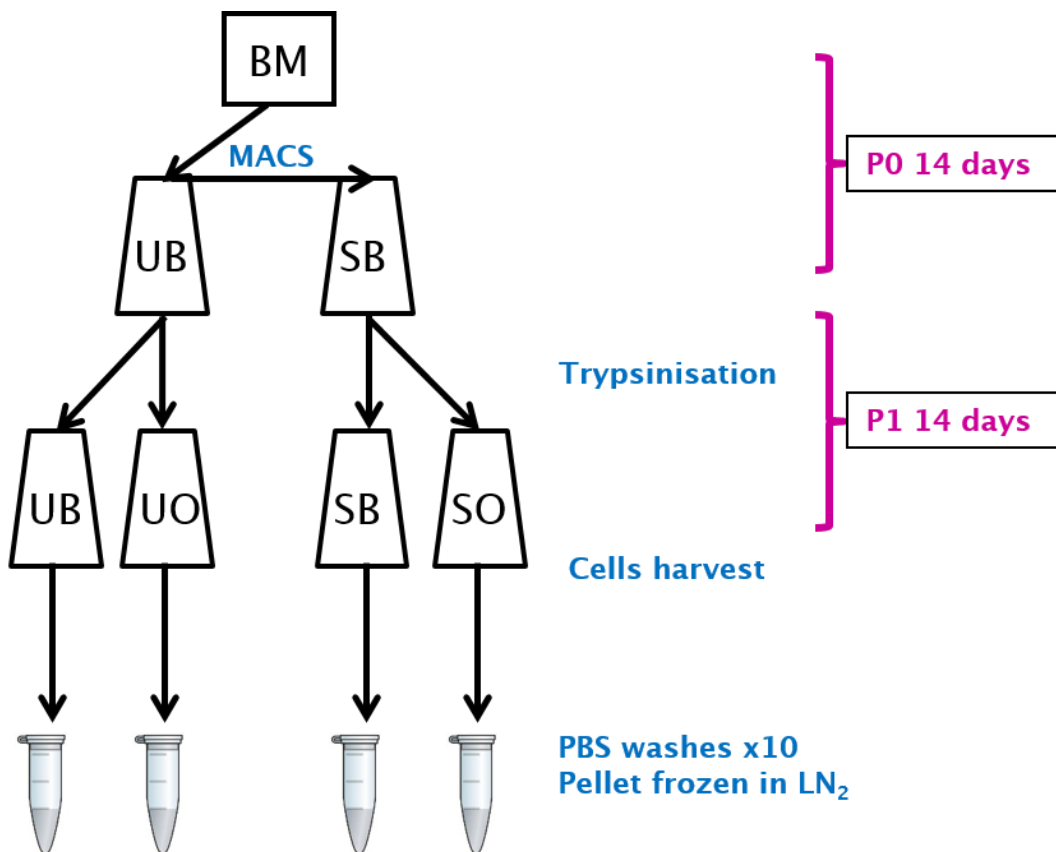 BM
MACS
P0 14 days
UB
SB
Trypsinisation
P1 14 days
UB
UO
SB
SO
Cells harvest
PBS washes x10
Pellet frozen in LN₂